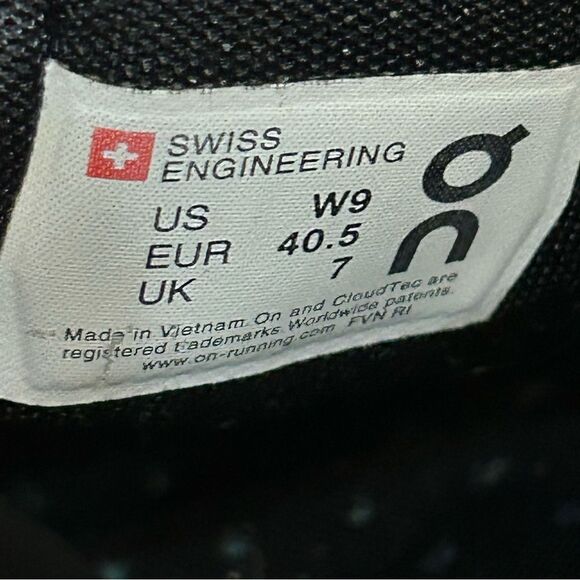 SWISS
ENGINEERING
On
US W9
EUR 40.5
UK 7
Made in Vietnam. On and CloudTec are
registered trademarks. Worldwide patents.
www.on-running.com FVN RI